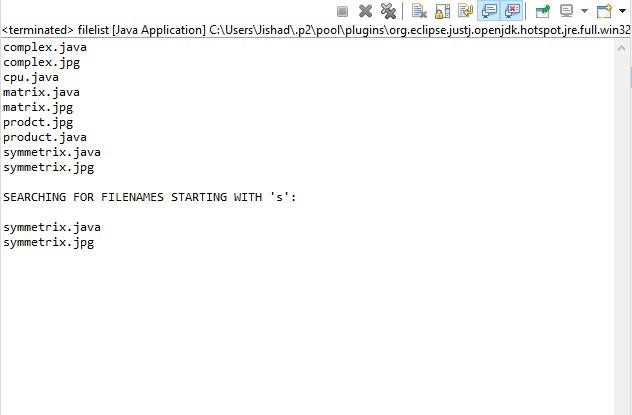 <terminated> filelist [Java Application] C:\Users\Jishad\.p2\pool\plugins\org.eclipse.justj.openjdk.hotspot.jre.full.win32
complex.java
complex.jpg
cpu.java
matrix.java
matrix.jpg
prodct.jpg
product.java
symmetrix.java
symmetrix.jpg
SEARCHING FOR FILENAMES STARTING WITH 's':
symmetrix.java
symmetrix.jpg